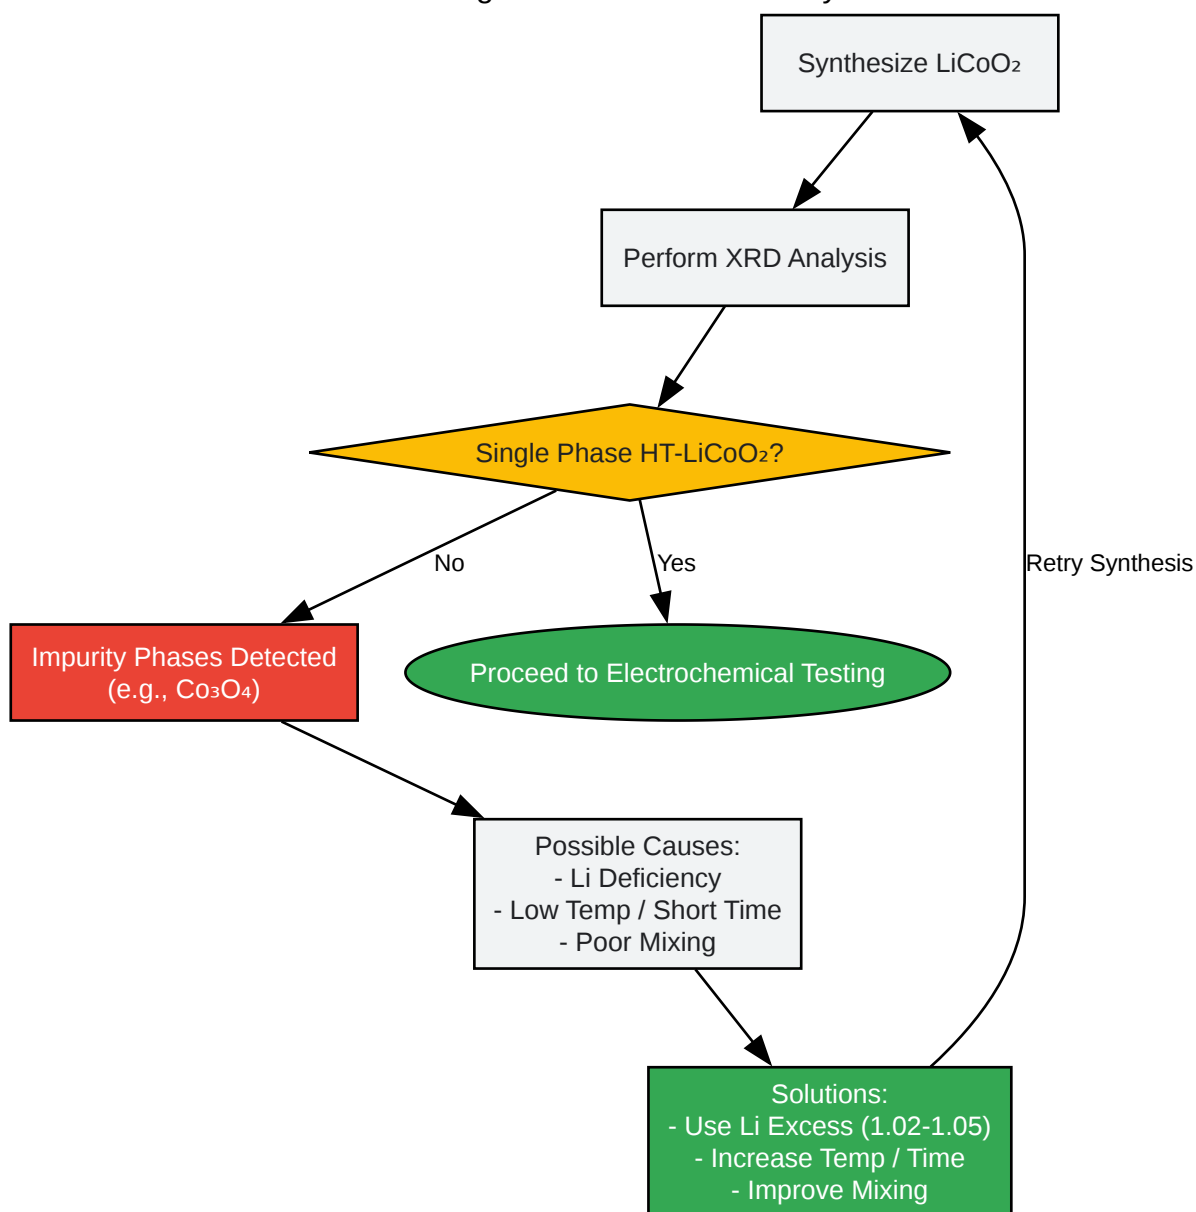 Synthesize LiCoO₂
Perform XRD Analysis
Single Phase HT-LiCoO₂?
No
Yes
Retry Synthesis
Impurity Phases Detected
(e.g., Co₃O₄)
Proceed to Electrochemical Testing
Possible Causes:
- Li Deficiency
- Low Temp / Short Time
- Poor Mixing
Solutions:
- Use Li Excess (1.02-1.05)
- Increase Temp / Time
- Improve Mixing